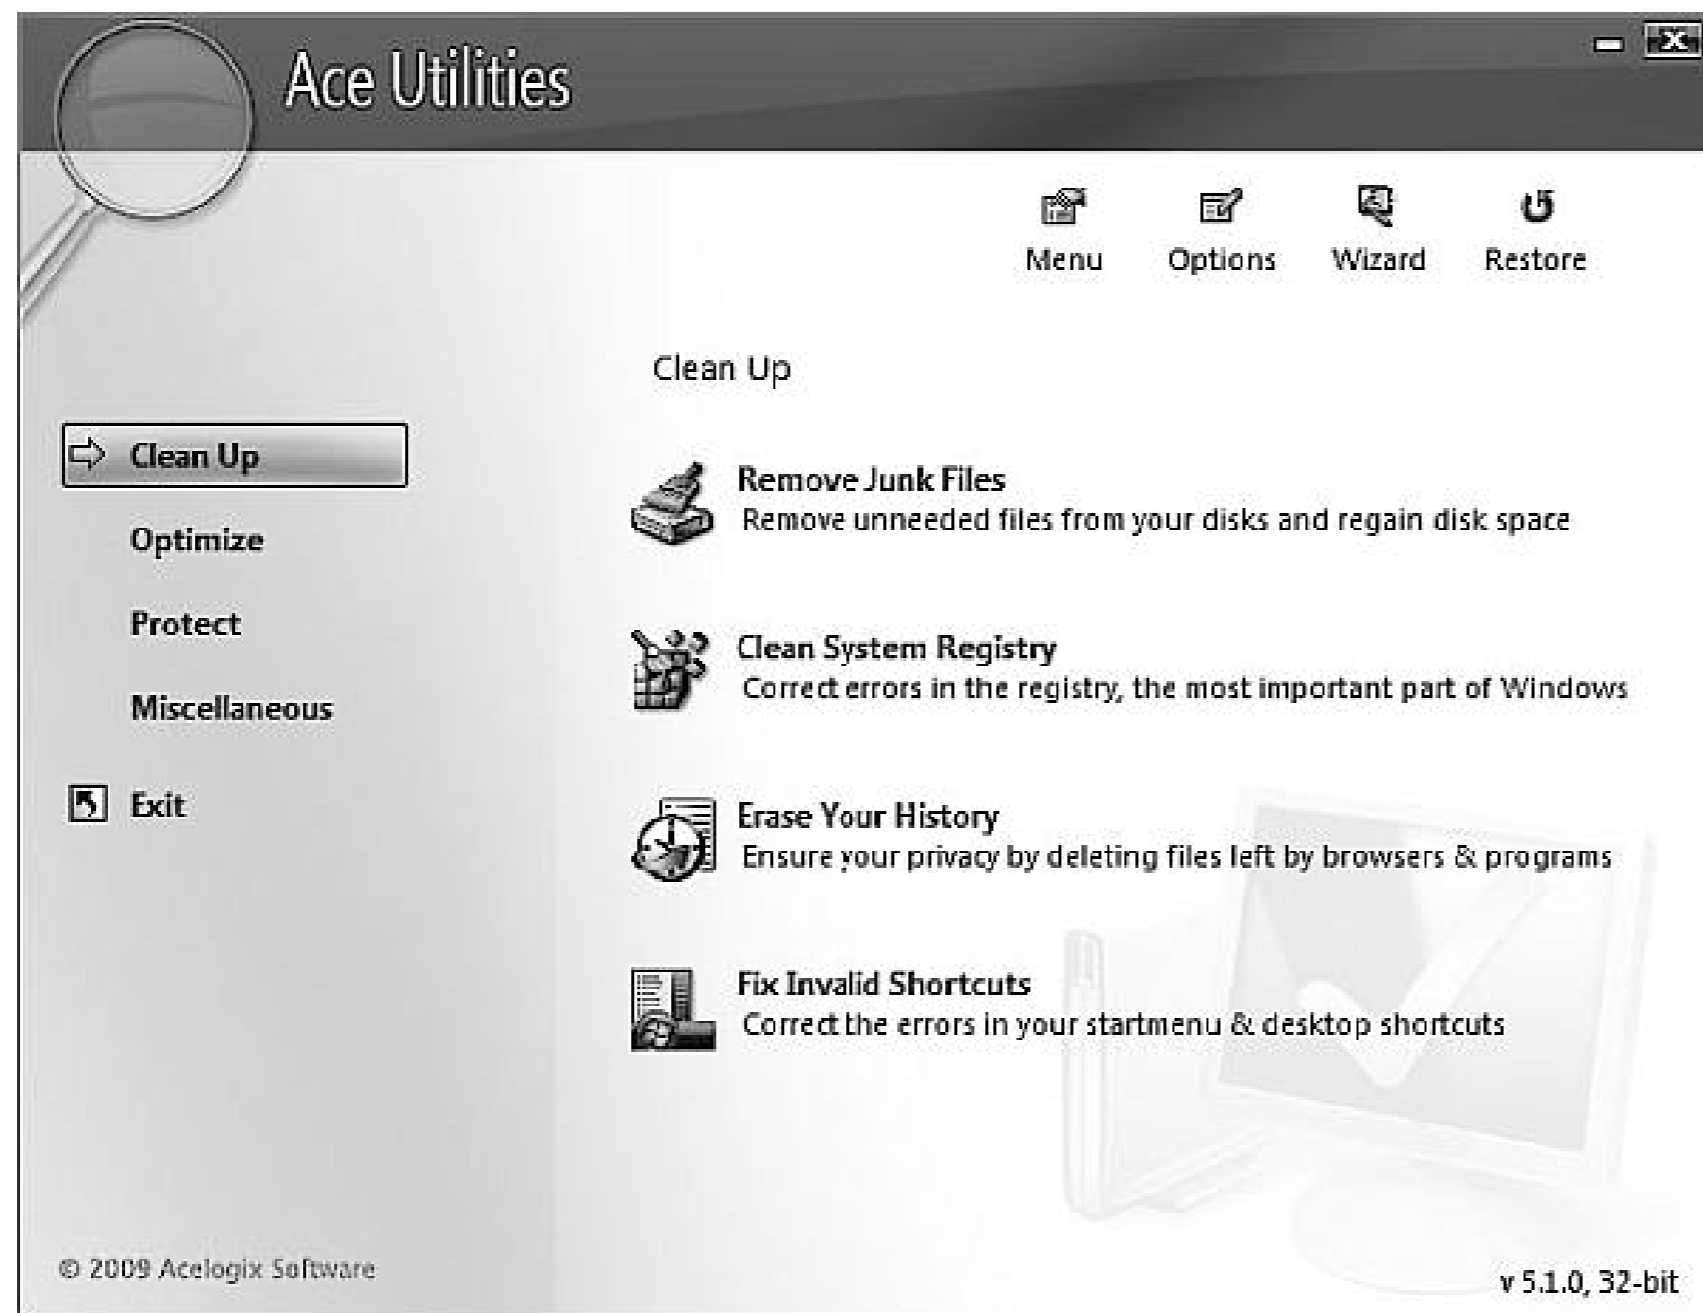 Ace Utilities
Menu Options Wizard Restore
Clean Up
Clean Up
Optimize
Protect
Miscellaneous
Exit
Remove Junk Files
Remove unneeded files from your disks and regain disk space
Clean System Registry
Correct errors in the registry, the most important part of Windows
Erase Your History
Ensure your privacy by deleting files left by browsers & programs
Fix Invalid Shortcuts
Correct the errors in your startmenu & desktop shortcuts
© 2009 Acelogix Software
v 5.1.0, 32-bit